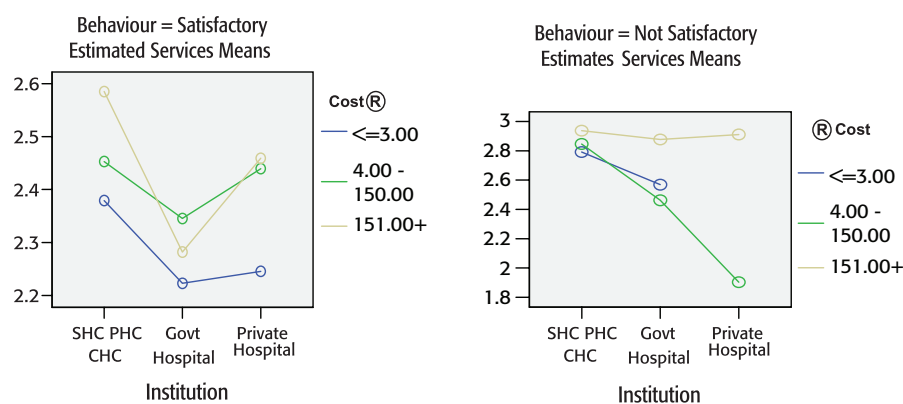 Behaviour = Satisfactory
Estimated Services Means
2.6
2.5
2.4
2.3
2.2
Cost®
<=3.00
4.00 -
150.00
151.00+
SHC PHC
CHC
Govt
Hospital
Private
Hospital
Institution
Behaviour = Not Satisfactory
Estimates Services Means
3
2.8
2.6
2.4
2.2
2
1.8
® Cost
<=3.00
4.00 -
150.00
151.00+
SHC PHC
CHC
Govt
Hospital
Private
Hospital
Institution